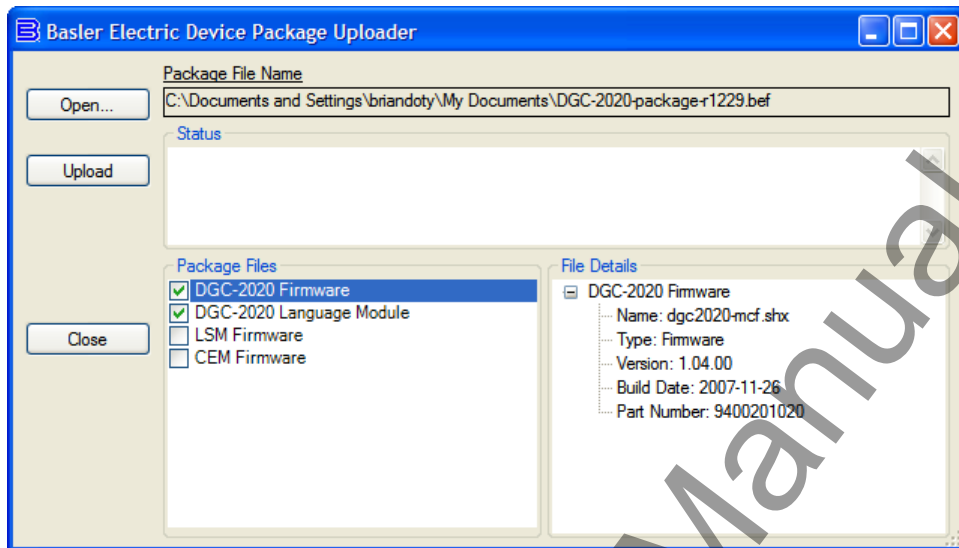 Basler Electric Device Package Uploader
Package File Name
Open...
C:\Documents and Settings\briandoty\My Documents\DGC-2020-package-r1229.bef
Status
Upload
Package Files
DGC-2020 Firmware
DGC-2020 Language Module
LSM Firmware
CEM Firmware
Close
File Details
DGC-2020 Firmware
Name: dgc2020-mcf.shx
Type: Firmware
Version: 1.04.00
Build Date: 2007-11-26
Part Number: 9400201020
Manual